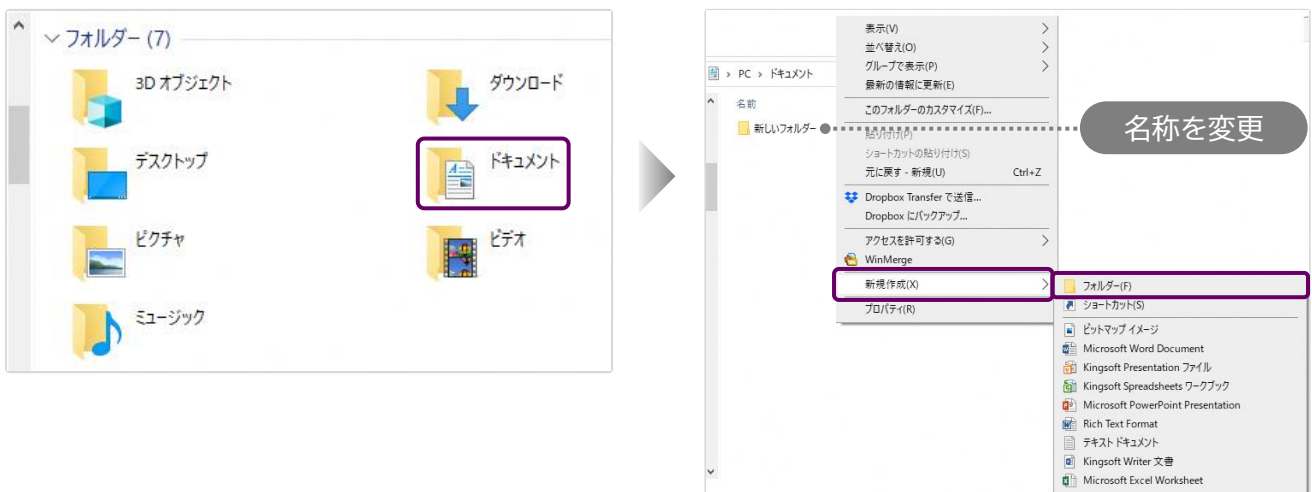 フォルダー (7)
3D オブジェクト
ダウンロード
デスクトップ
ドキュメント
ピクチャ
ビデオ
ミュージック
PC > ドキュメント
名前
新しいフォルダー
名称を変更
表示(V)
並べ替え(O)
グループで表示(P)
最新の情報に更新(E)
このフォルダーのカスタマイズ(F)...
貼り付け(P)
ショートカットの貼り付け(S)
元に戻す - 新規(U) Ctrl+Z
Dropbox Transfer で送信...
Dropbox にバックアップ...
アクセスを許可する(G)
WinMerge
新規作成(X)
プロパティ(R)
フォルダー(F)
ショートカット(S)
ビットマップ イメージ
Microsoft Word Document
Kingsoft Presentation ファイル
Kingsoft Spreadsheets ワークブック
Microsoft PowerPoint Presentation
Rich Text Format
テキスト ドキュメント
Kingsoft Writer 文書
Microsoft Excel Worksheet